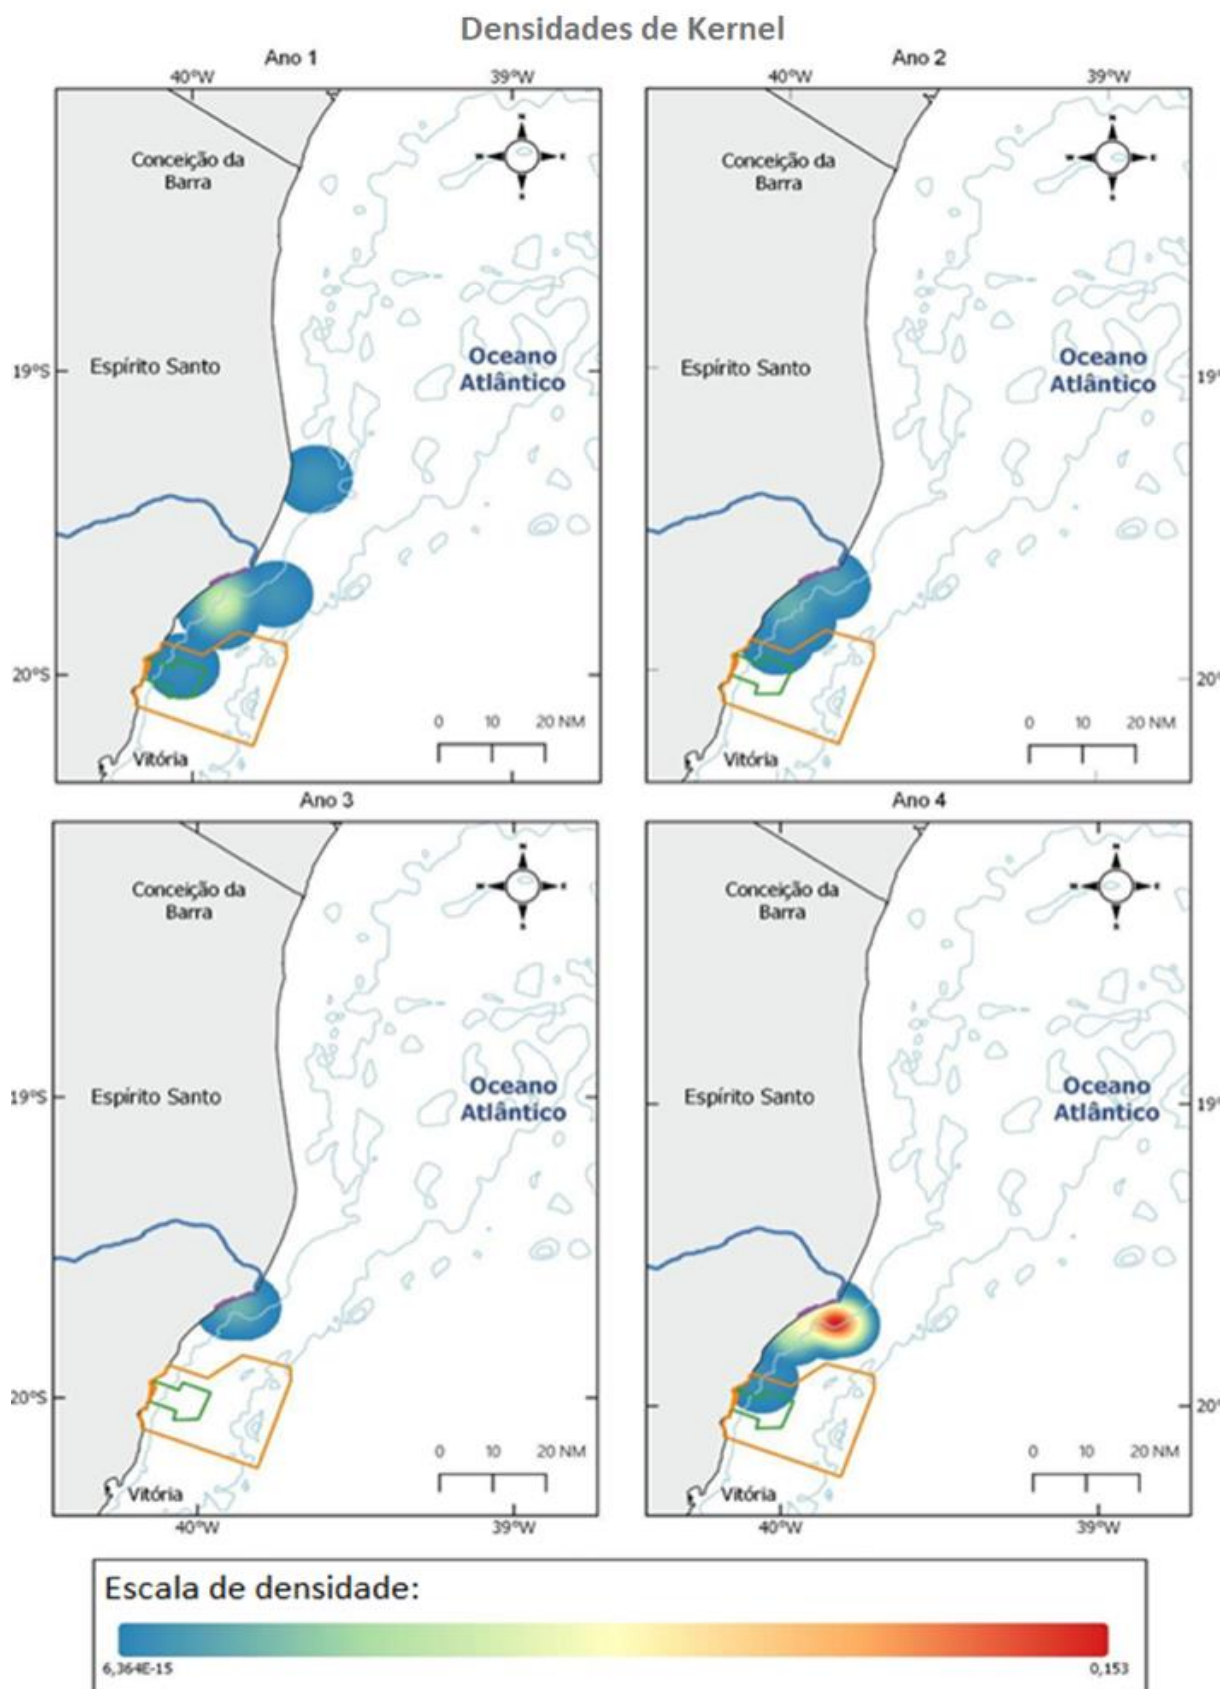 Densidades de Kernel
Ano 1
40°W
39°W
Conceição da
Barra
19°S
Espírito Santo
Oceano
Atlântico
20°S
0 10 20 NM
Vitória
Ano 2
40°W
39°W
Conceição da
Barra
Espírito Santo
Oceano
Atlântico
19°
20°
0 10 20 NM
Vitória
Ano 3
Conceição da
Barra
19°S
Espírito Santo
Oceano
Atlântico
20°S
0 10 20 NM
Vitória
40°W
39°W
Ano 4
Conceição da
Barra
Espírito Santo
Oceano
Atlântico
19°
20°
0 10 20 NM
Vitória
40°W
39°W
Escala de densidade:
6,364E-15
0,153